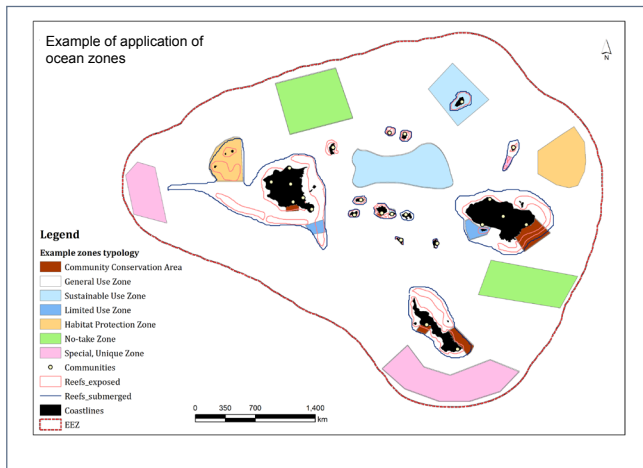 Example of application of
ocean zones
N
Legend
Example zones typology
Community Conservation Area
General Use Zone
Sustainable Use Zone
Limited Use Zone
Habitat Protection Zone
No-take Zone
Special, Unique Zone
Communities
Reefs_exposed
Reefs_submerged
Coastlines
EEZ
0 350 700 1,400
km